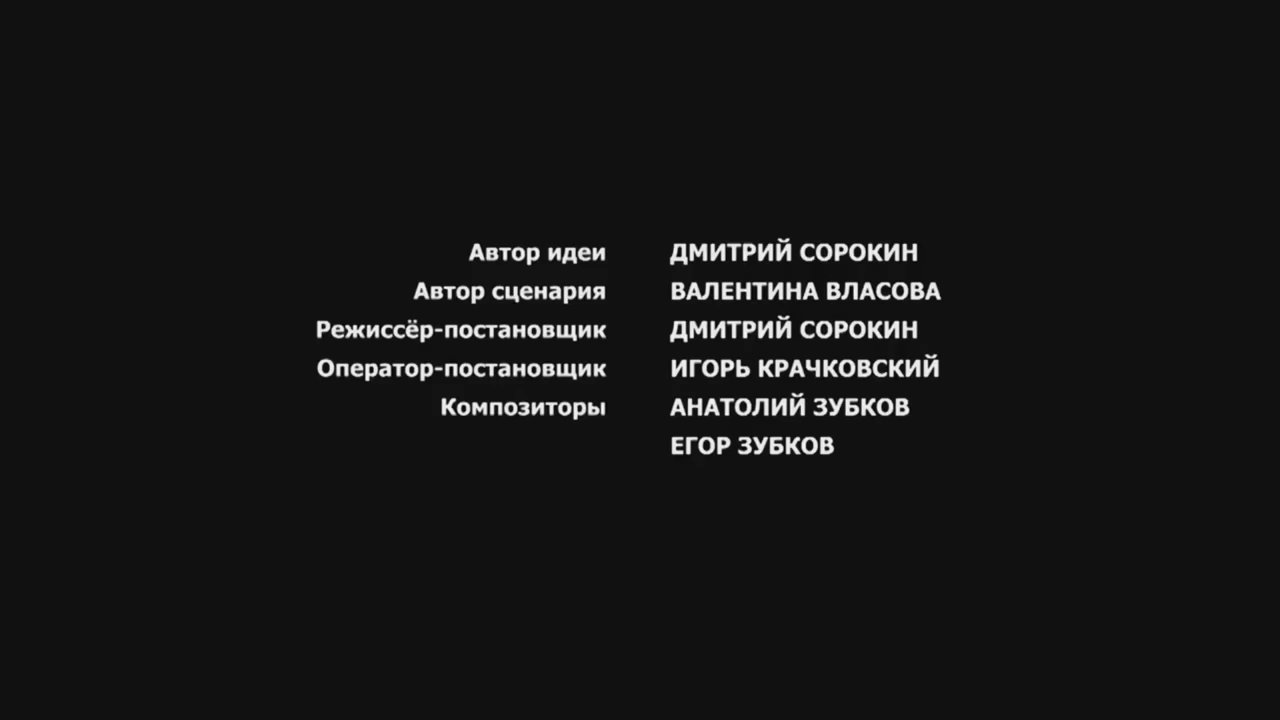 Автор идеи ДМИТРИЙ СОРОКИН
Автор сценария ВАЛЕНТИНА ВЛАСОВА
Режиссёр-постановщик ДМИТРИЙ СОРОКИН
Оператор-постановщик ИГОРЬ КРАЧКОВСКИЙ
Композиторы АНАТОЛИЙ ЗУБКОВ
ЕГОР ЗУБКОВ